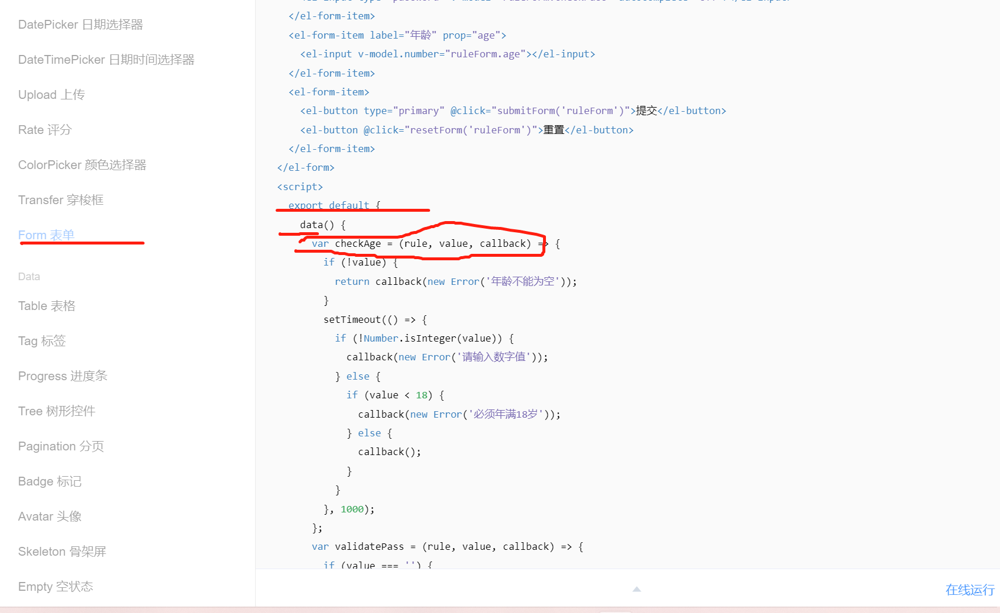 DatePicker 日期选择器
DateTimePicker 日期时间选择器
Upload 上传
Rate 评分
ColorPicker 颜色选择器
Transfer 穿梭框
Form 表单
Data
Table 表格
Tag 标签
Progress 进度条
Tree 树形控件
Pagination 分页
Badge 标记
Avatar 头像
Skeleton 骨架屏
Empty 空状态
</el-form-item>
<el-form-item label="年龄" prop="age">
<el-input v-model.number="ruleForm.age"></el-input>
</el-form-item>
<el-form-item>
<el-button type="primary" @click="submitForm('ruleForm')">提交</el-button>
<el-button @click="resetForm('ruleForm')">重置</el-button>
</el-form-item>
</el-form>
<script>
export default {
data() {
var checkAge = (rule, value, callback) => {
if (!value) {
return callback(new Error('年龄不能为空'));
}
setTimeout(() => {
if (!Number.isInteger(value)) {
callback(new Error('请输入数字值'));
} else {
if (value < 18) {
callback(new Error('必须年满18岁'));
} else {
callback();
}
}
}, 1000);
};
var validatePass = (rule, value, callback) => {
if (value === '') {
在线运行